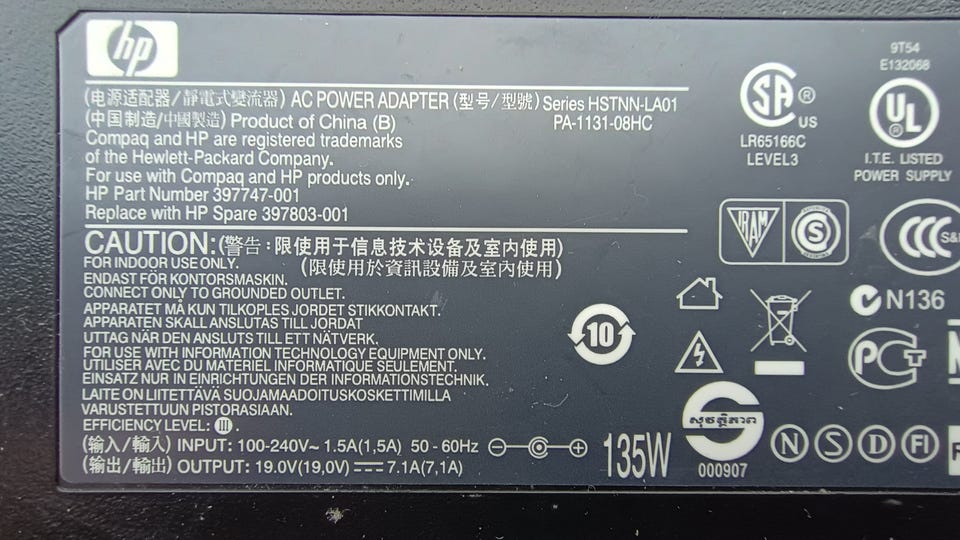 hp
(电源适配器/靜電式變流器) AC POWER ADAPTER (型号/型號) Series HSTNN-LA01
(中国制造/中國製造) Product of China (B) PA-1131-08HC
Compaq and HP are registered trademarks
of the Hewlett-Packard Company.
For use with Compaq and HP products only.
HP Part Number 397747-001
Replace with HP Spare 397803-001
CAUTION:(警告:限使用于信息技术设备及室内使用)
FOR INDOOR USE ONLY. (限使用於資訊設備及室內使用)
ENDAST FÖR KONTORSMASKIN.
CONNECT ONLY TO GROUNDED OUTLET.
APPARATET MÅ KUN TILKOPLES JORDET STIKKONTAKT.
APPARATEN SKALL ANSLUTAS TILL JORDAT
UTTAG NÄR DEN ANSLUTS TILL ETT NÄTVERK.
FOR USE WITH INFORMATION TECHNOLOGY EQUIPMENT ONLY.
UTILISER AVEC DU MATERIEL INFORMATIQUE SEULEMENT.
EINSATZ NUR IN EINRICHTUNGEN DER INFORMATIONSTECHNIK.
LAITE ON LIITETTÄVÄ SUOJAMAADOITUSKOSKETTIMILLA
VARUSTETTUUN PISTORASIAAN.
EFFICIENCY LEVEL: III.
(输入/輸入) INPUT: 100-240V~ 1.5A(1,5A) 50 - 60Hz
(输出/輸出) OUTPUT: 19.0V(19,0V) 7.1A(7,1A)
135W
SA ® US
LR65166C
LEVEL3
9T54
E132068
UL ®
I.T.E. LISTED
POWER SUPPLY
IRAM S
CCC S&E
10
N136
PCT
สุขตติภาพ
000907
N S D FI